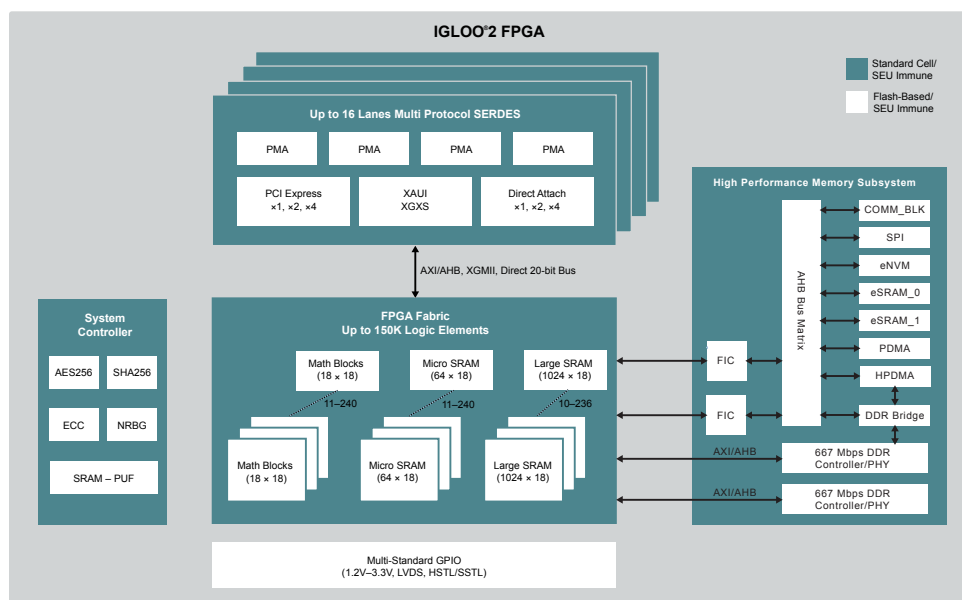 IGLOO®2 FPGA
Standard Cell/
SEU Immune
Flash-Based/
SEU Immune
Up to 16 Lanes Multi Protocol SERDES
PMA
PMA
PMA
PMA
PCI Express
×1, ×2, ×4
XAUI
XGXS
Direct Attach
×1, ×2, ×4
AXI/AHB, XGMII, Direct 20-bit Bus
System
Controller
AES256
SHA256
ECC
NRBG
SRAM – PUF
FPGA Fabric
Up to 150K Logic Elements
Math Blocks
(18 × 18)
Micro SRAM
(64 × 18)
Large SRAM
(1024 × 18)
11–240
11–240
10–236
Math Blocks
(18 × 18)
Micro SRAM
(64 × 18)
Large SRAM
(1024 × 18)
FIC
FIC
AXI/AHB
AXI/AHB
High Performance Memory Subsystem
AHB Bus Matrix
COMM_BLK
SPI
eNVM
eSRAM_0
eSRAM_1
PDMA
HPDMA
DDR Bridge
667 Mbps DDR
Controller/PHY
667 Mbps DDR
Controller/PHY
Multi-Standard GPIO
(1.2V–3.3V, LVDS, HSTL/SSTL)